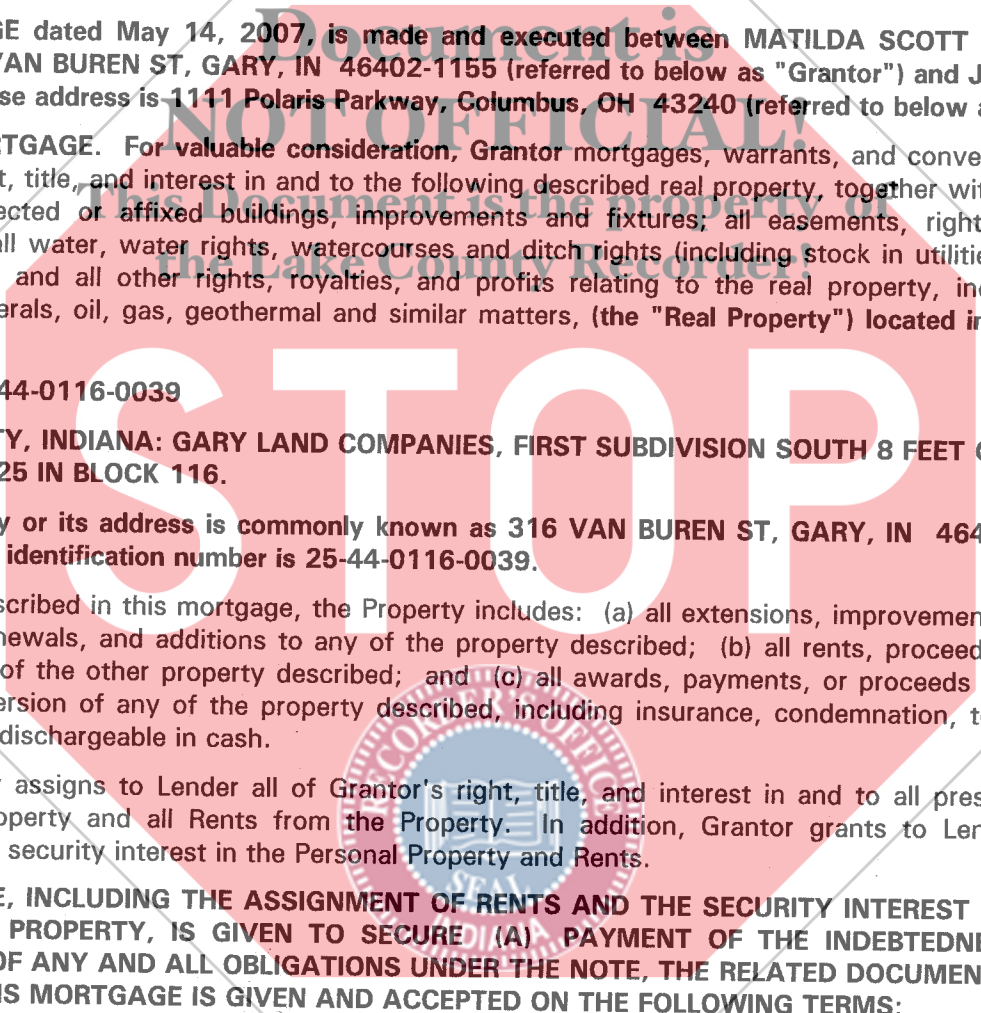 GE dated May 14, 2007, is made and executed between MATILDA SCOTT
VAN BUREN ST, GARY, IN 46402-1155 (referred to below as "Grantor") and J
se address is 1111 Polaris Parkway, Columbus, OH 43240 (referred to below a
RTGAGE. For valuable consideration, Grantor mortgages, warrants, and conve
t, title, and interest in and to the following described real property, together wit
ected or affixed buildings, improvements and fixtures; all easements, right
all water, water rights, watercourses and ditch rights (including stock in utilitie
and all other rights, royalties, and profits relating to the real property, in
erals, oil, gas, geothermal and similar matters, (the "Real Property") located in
44-0116-0039
TY, INDIANA: GARY LAND COMPANIES, FIRST SUBDIVISION SOUTH 8 FEET O
25 IN BLOCK 116.
y or its address is commonly known as 316 VAN BUREN ST, GARY, IN 464
identification number is 25-44-0116-0039.
scribed in this mortgage, the Property includes: (a) all extensions, improvemen
newals, and additions to any of the property described; (b) all rents, proceed
of the other property described; and (c) all awards, payments, or proceeds
ersion of any of the property described, including insurance, condemnation, t
dischargeable in cash.
assigns to Lender all of Grantor's right, title, and interest in and to all pres
operty and all Rents from the Property. In addition, Grantor grants to Len
security interest in the Personal Property and Rents.
E, INCLUDING THE ASSIGNMENT OF RENTS AND THE SECURITY INTEREST
PROPERTY, IS GIVEN TO SECURE (A) PAYMENT OF THE INDEBTEDNE
OF ANY AND ALL OBLIGATIONS UNDER THE NOTE, THE RELATED DOCUMEN
IS MORTGAGE IS GIVEN AND ACCEPTED ON THE FOLLOWING TERMS:
Document is
NOT OFFICIAL!
This Document is the property of
the Lake County Recorder!
STOP
RECORDER'S OFFICE
SEAL
INDIANA